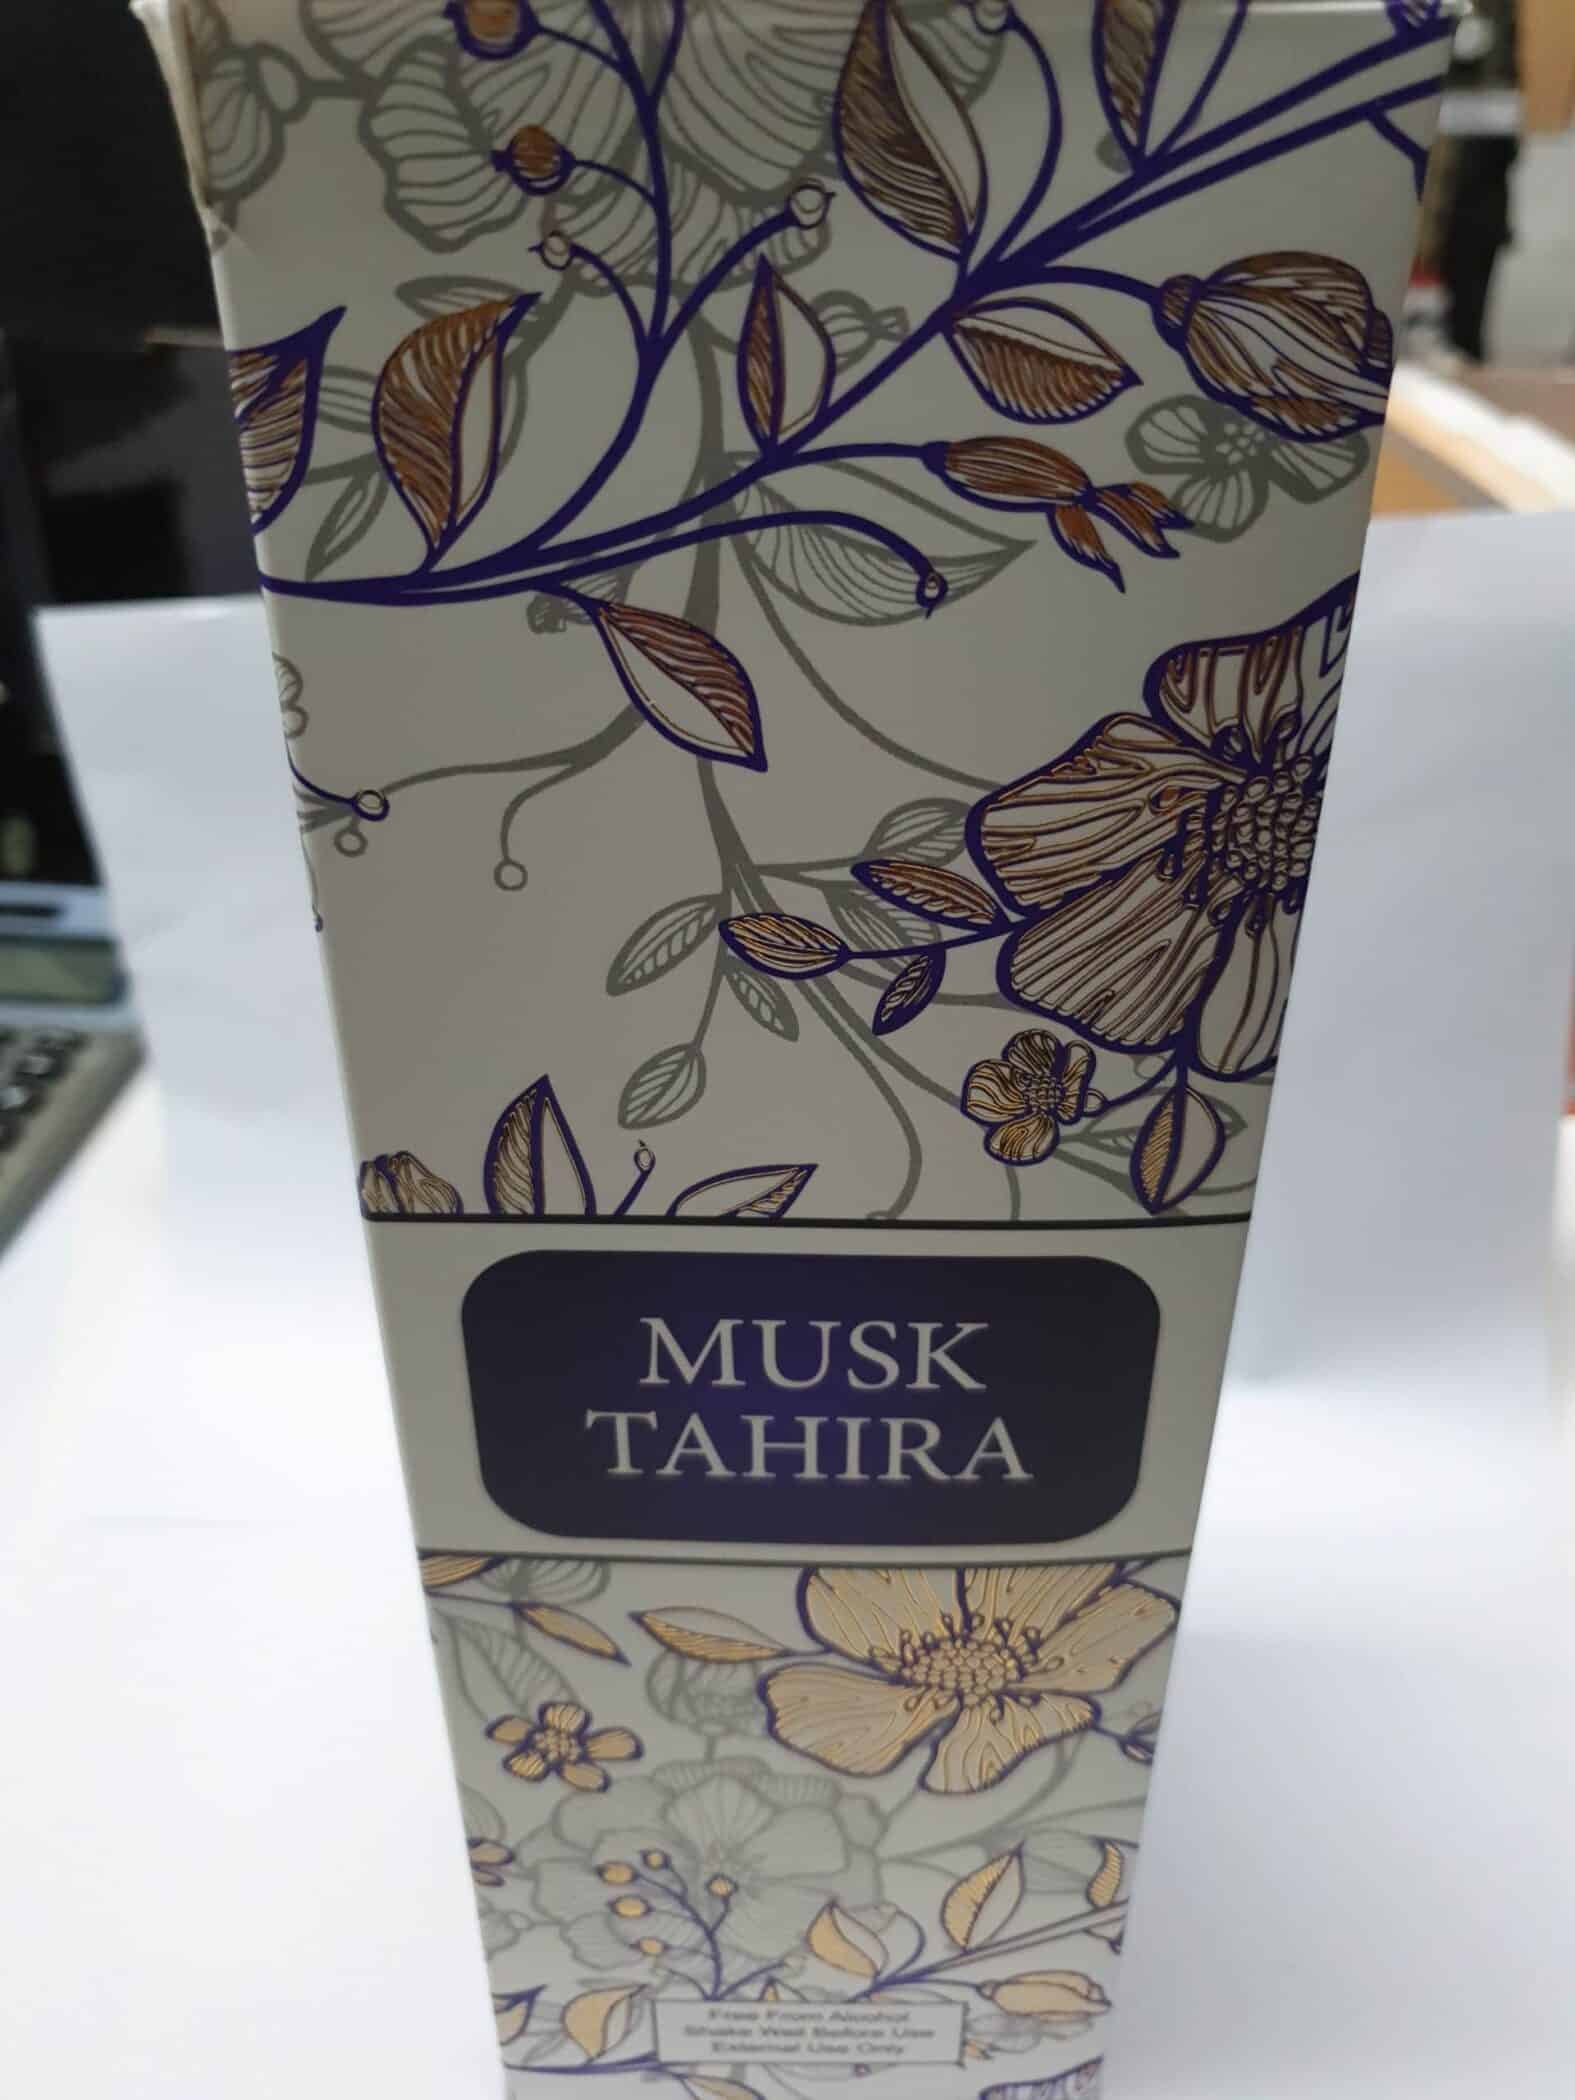 MUSK
TAHIRA
Free From Alcohol
Shake Well Before Use
External Use Only